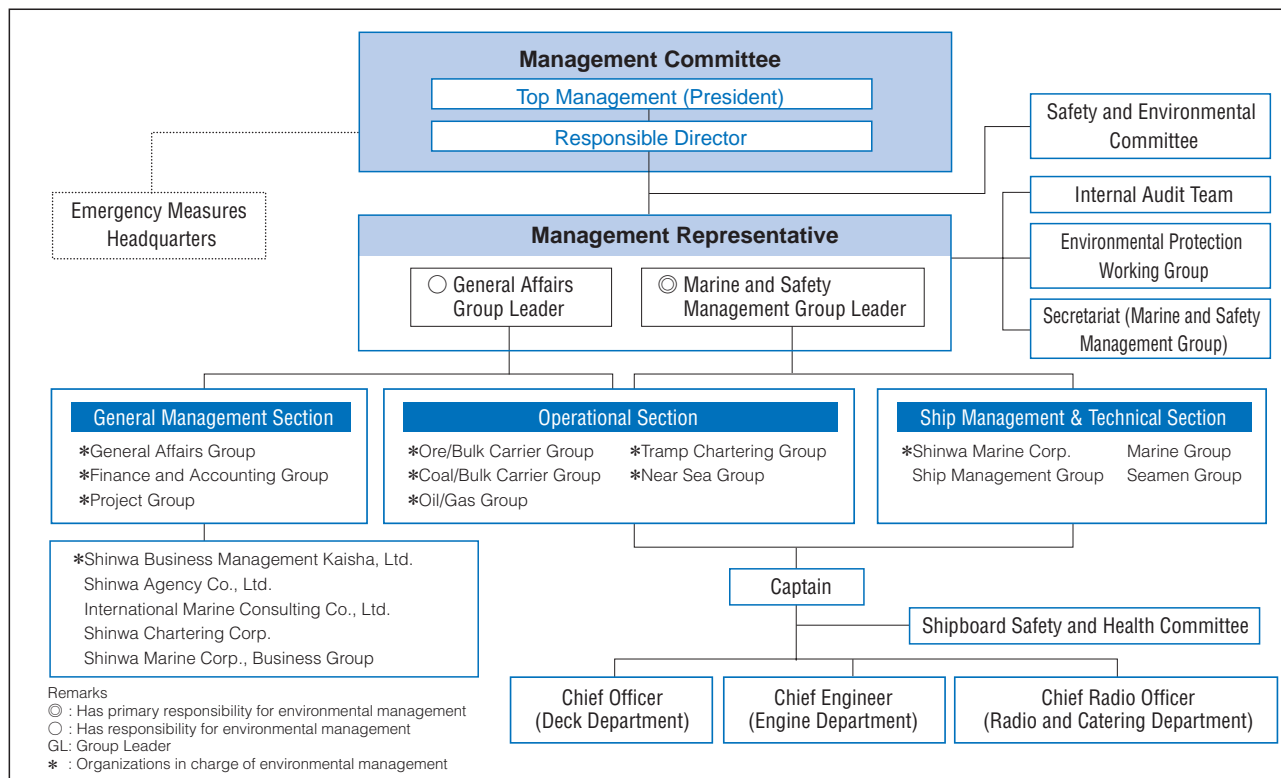 Management Committee
Top Management (President)
Responsible Director
Safety and Environmental
Committee
Emergency Measures
Headquarters
Internal Audit Team
Environmental Protection
Working Group
Secretariat (Marine and Safety
Management Group)
Management Representative
○ General Affairs
Group Leader
◎ Marine and Safety
Management Group Leader
General Management Section
*General Affairs Group
*Finance and Accounting Group
*Project Group
Operational Section
*Ore/Bulk Carrier Group
*Coal/Bulk Carrier Group
*Oil/Gas Group
*Tramp Chartering Group
*Near Sea Group
Ship Management & Technical Section
*Shinwa Marine Corp.
Ship Management Group
Marine Group
Seamen Group
*Shinwa Business Management Kaisha, Ltd.
Shinwa Agency Co., Ltd.
International Marine Consulting Co., Ltd.
Shinwa Chartering Corp.
Shinwa Marine Corp., Business Group
Captain
Shipboard Safety and Health Committee
Chief Officer
(Deck Department)
Chief Engineer
(Engine Department)
Chief Radio Officer
(Radio and Catering Department)
Remarks
◎ : Has primary responsibility for environmental management
○ : Has responsibility for environmental management
GL: Group Leader
* : Organizations in charge of environmental management